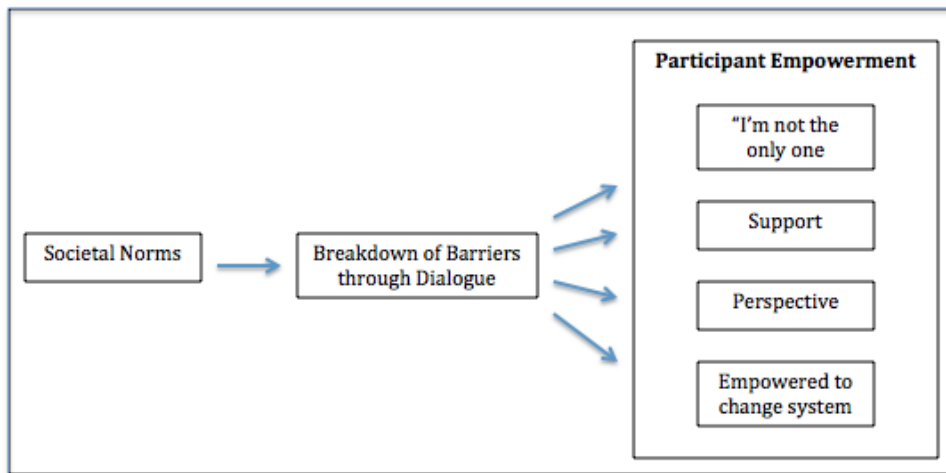 Societal Norms
Breakdown of Barriers
through Dialogue
Participant Empowerment
“I’m not the
only one
Support
Perspective
Empowered to
change system